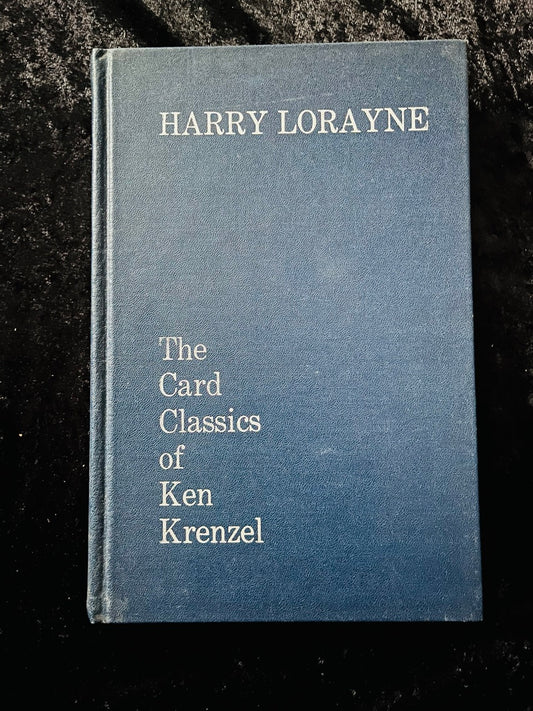 HARRY LORAYNE
The
Card
Classics
of
Ken
Krenzel